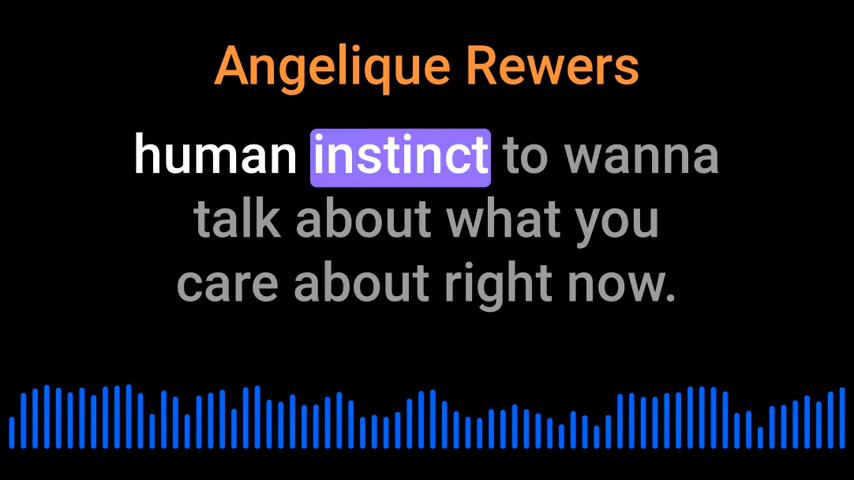 Angelique Rewers
human instinct to wanna
talk about what you
care about right now.